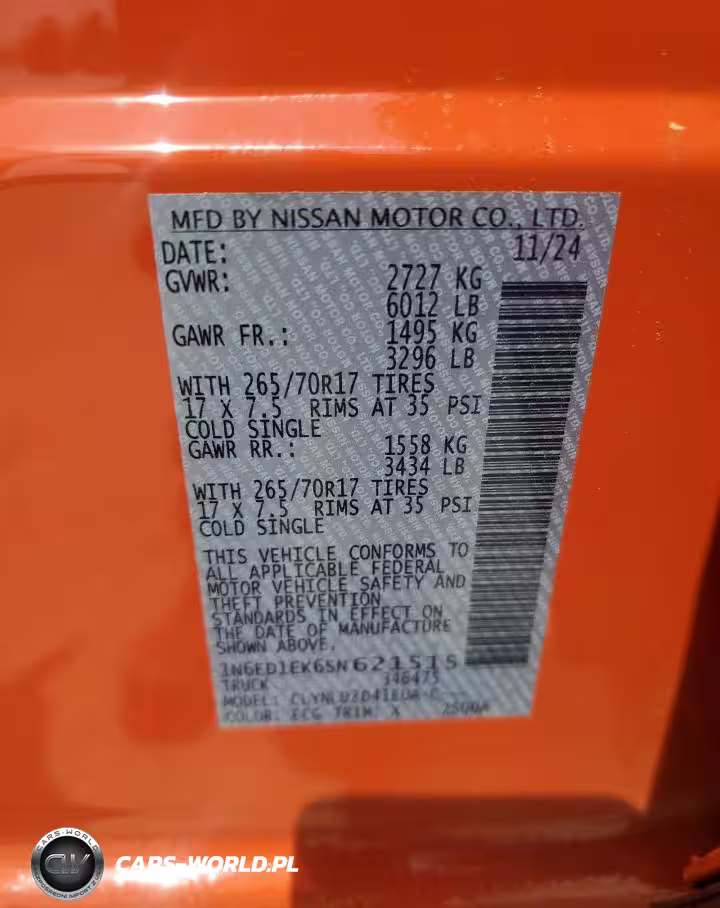 MFD BY NISSAN MOTOR CO., LTD.
DATE: 11/24
GVWR: 2727 KG
6012 LB
GAWR FR.: 1495 KG
3296 LB
WITH 265/70R17 TIRES
17 X 7.5 RIMS AT 35 PSI
COLD SINGLE
GAWR RR.: 1558 KG
3434 LB
WITH 265/70R17 TIRES
17 X 7.5 RIMS AT 35 PSI
COLD SINGLE
THIS VEHICLE CONFORMS TO
ALL APPLICABLE FEDERAL
MOTOR VEHICLE SAFETY AND
THEFT PREVENTION
STANDARDS IN EFFECT ON
THE DATE OF MANUFACTURE
SHOWN ABOVE.
1N6ED1EK6SN621515
TRUCK
MODEL:
COLOR: ECG TRIM: X
CARS-WORLD
CW
CARS-WORLD.PL